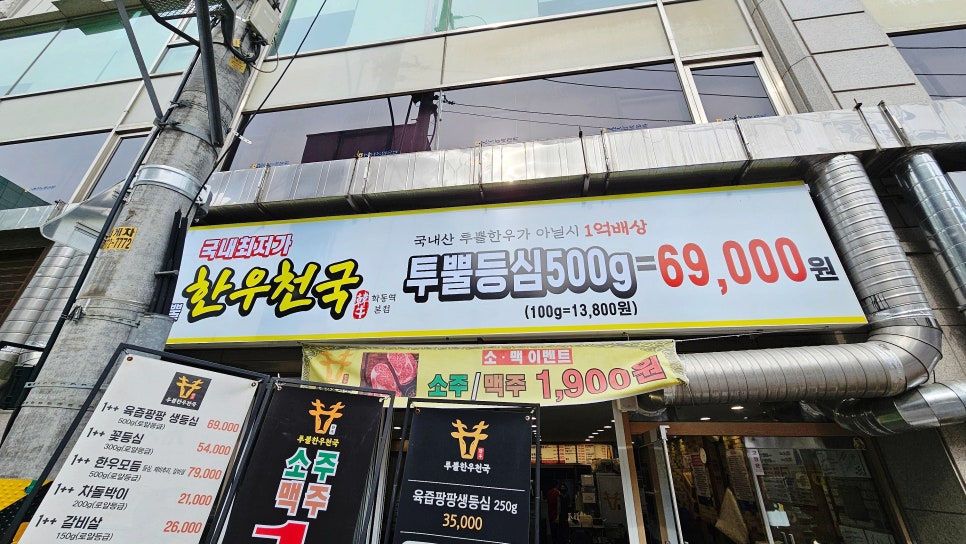 국내최저가
한우천국
화동역
본점
국내산 투뿔한우가 아닐시 1억배상
투뿔등심500g=69,000원
(100g=13,800원)
소·맥 이벤트
소주/맥주 1,900원
투뿔한우천국
1++ 육즙팡팡 생등심 69,000
500g(로얄등급)
1++ 꽃등심 54,000
300g(로얄등급)
1++ 한우모듬 79,000
500g(로얄등급)
1++ 차돌박이 21,000
200g(로얄등급)
1++ 갈비살 26,000
150g(로얄등급)
투뿔한우천국
소주
맥주
투뿔한우천국
육즙팡팡생등심 250g
35,000